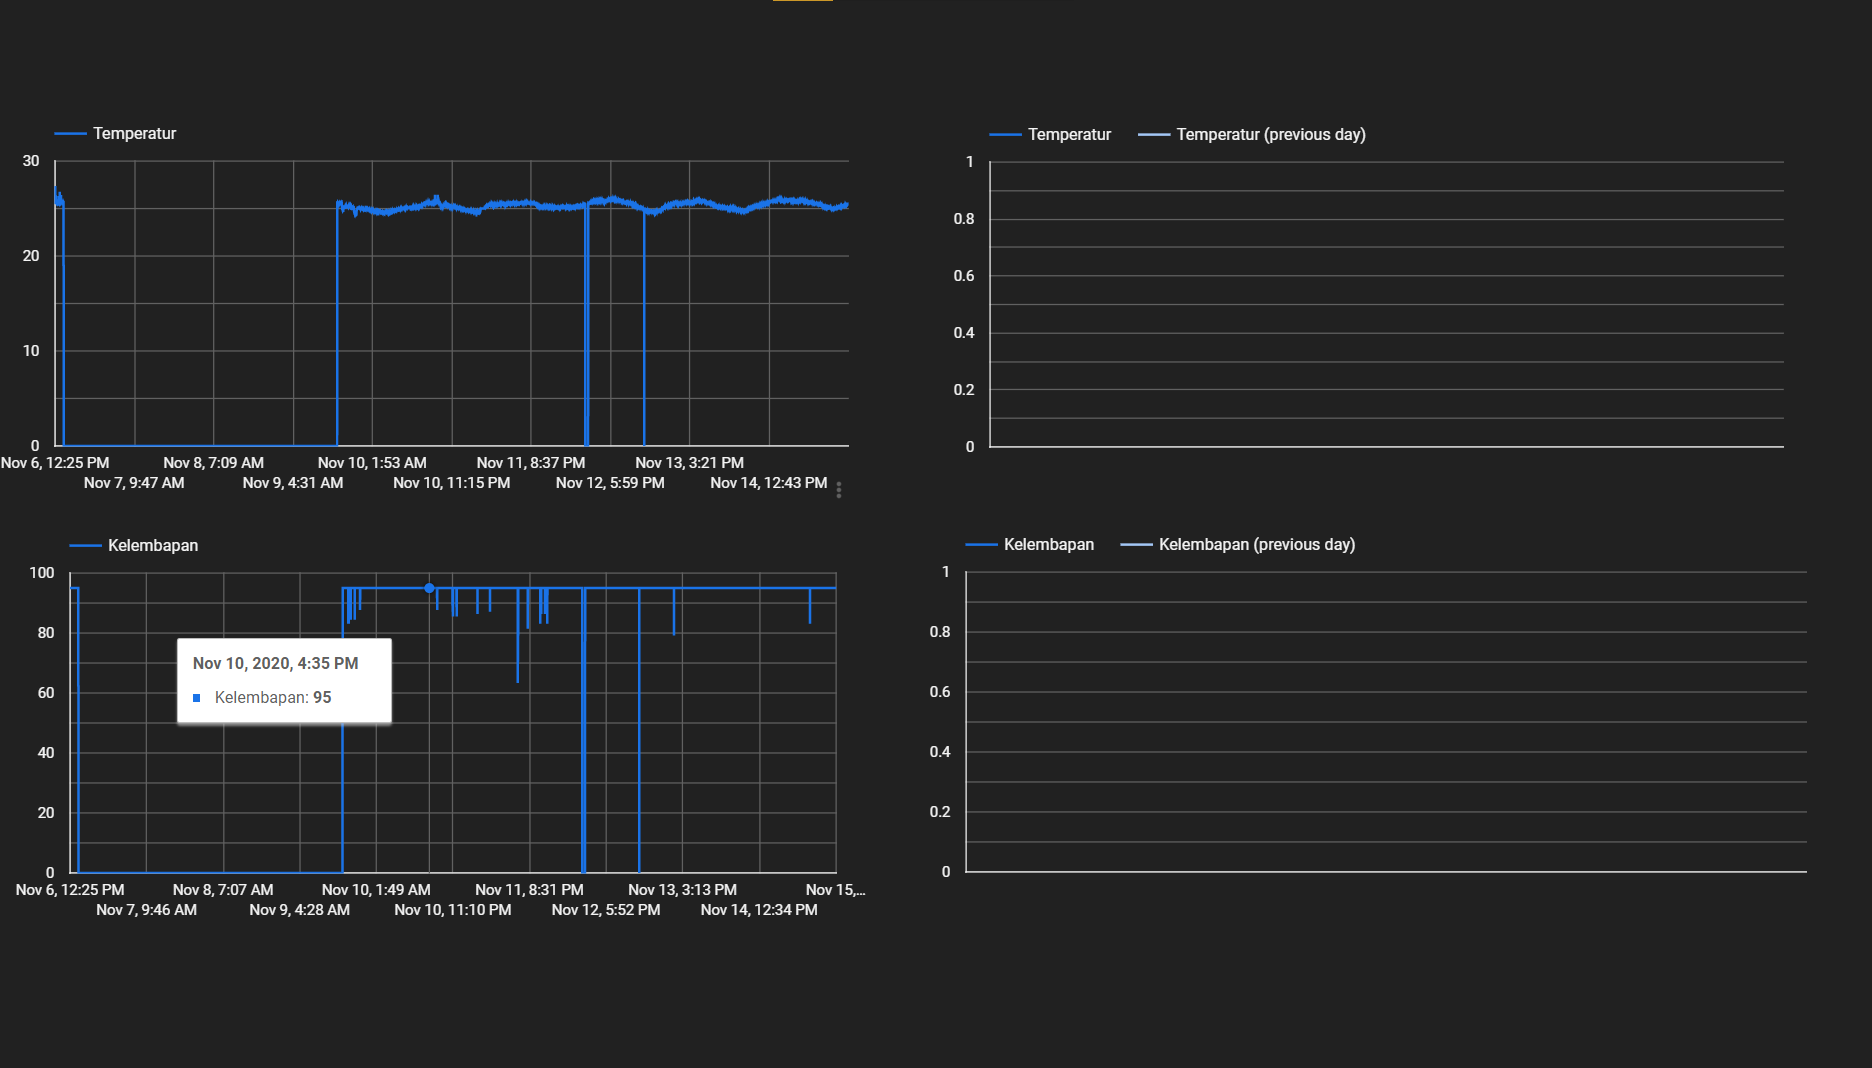 Temperatur
30
20
10
0
Nov 6, 12:25 PM
Nov 8, 7:09 AM
Nov 10, 1:53 AM
Nov 11, 8:37 PM
Nov 13, 3:21 PM
Nov 7, 9:47 AM
Nov 9, 4:31 AM
Nov 10, 11:15 PM
Nov 12, 5:59 PM
Nov 14, 12:43 PM
Temperatur
Temperatur (previous day)
1
0.8
0.6
0.4
0.2
0
Kelembapan
100
80
60
40
20
0
Nov 10, 2020, 4:35 PM
Kelembapan: 95
Nov 6, 12:25 PM
Nov 8, 7:07 AM
Nov 10, 1:49 AM
Nov 11, 8:31 PM
Nov 13, 3:13 PM
Nov 15,...
Nov 7, 9:46 AM
Nov 9, 4:28 AM
Nov 10, 11:10 PM
Nov 12, 5:52 PM
Nov 14, 12:34 PM
Kelembapan
Kelembapan (previous day)
1
0.8
0.6
0.4
0.2
0